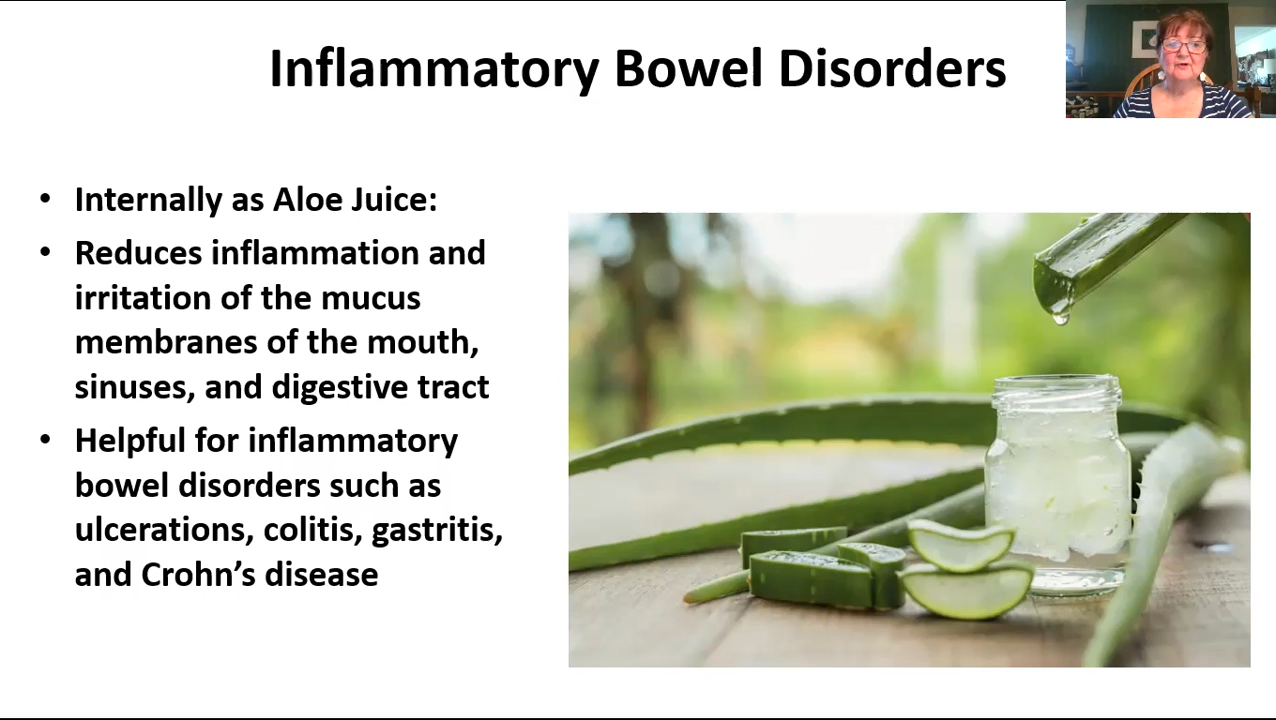 Inflammatory Bowel Disorders
• Internally as Aloe Juice:
• Reduces inflammation and
irritation of the mucus
membranes of the mouth,
sinuses, and digestive tract
• Helpful for inflammatory
bowel disorders such as
ulcerations, colitis, gastritis,
and Crohn’s disease